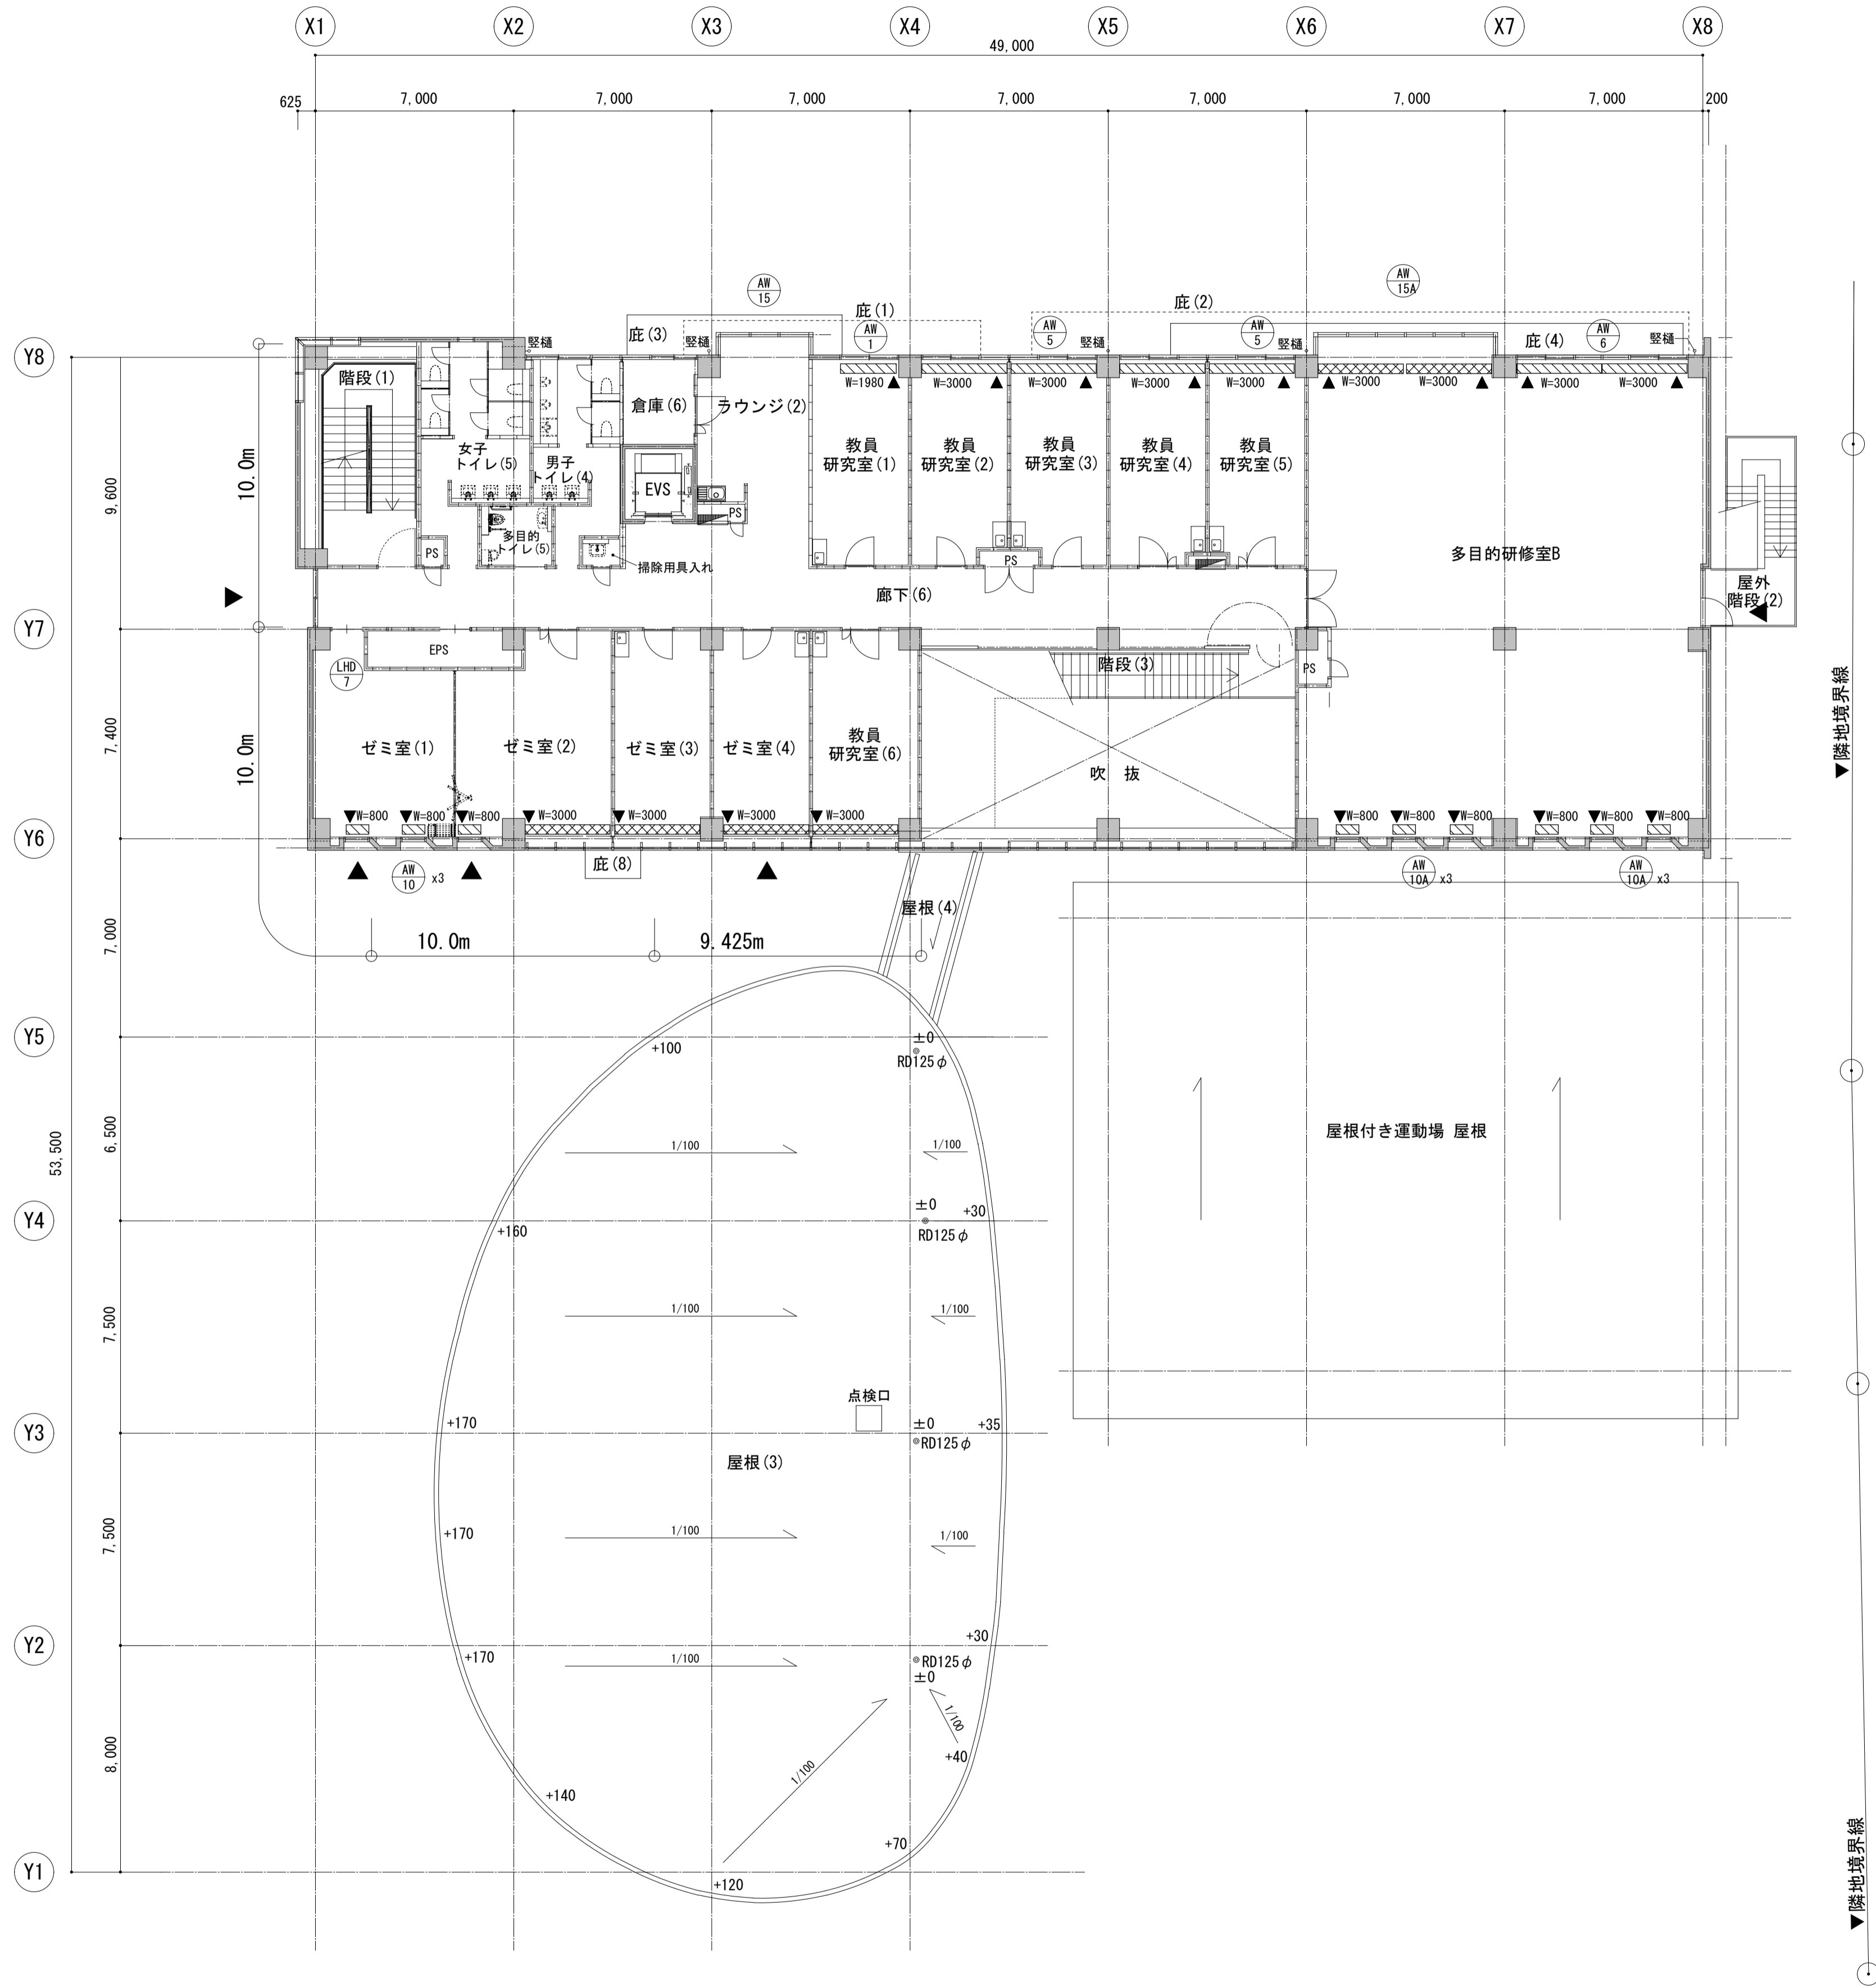 X1 X2 X3 X4 X5 X6 X7 X8
49,000
625 7,000 7,000 7,000 7,000 7,000 7,000 7,000 200
AW
15
AW
15A
庇(1)
庇(2)
庇(3)
AW
1
AW
5
AW
5
庇(4)
AW
6
竪樋
竪樋
竪樋
竪樋
竪樋
Y8
階段(1)
W=1980
W=3000
W=3000
W=3000
W=3000
W=3000
W=3000
W=3000
W=3000
倉庫(6)
ラウンジ(2)
女子
トイレ(5)
男子
トイレ(4)
教員
研究室(1)
教員
研究室(2)
教員
研究室(3)
教員
研究室(4)
教員
研究室(5)
10.0m
9,600
EVS
PS
多目的
トイレ(5)
PS
掃除用具入れ
PS
多目的研修室B
屋外
階段(2)
廊下(6)
Y7
EPS
LHD
7
階段(3)
PS
▼隣地境界線
7,400
10.0m
ゼミ室(1)
ゼミ室(2)
ゼミ室(3)
ゼミ室(4)
教員
研究室(6)
吹 抜
▼W=800
▼W=800
▼W=800
▼W=3000
▼W=3000
▼W=3000
▼W=3000
▼W=800
▼W=800
▼W=800
▼W=800
▼W=800
▼W=800
Y6
庇(8)
AW
10
x3
AW
10A
x3
AW
10A
x3
屋根(4)
7,000
10.0m
9.425m
Y5
±0
RD125φ
+100
53,500
6,500
1/100
1/100
屋根付き運動場 屋根
Y4
±0
+30
RD125φ
+160
7,500
1/100
1/100
点検口
Y3
+170
±0
+35
RD125φ
屋根(3)
7,500
+170
1/100
1/100
Y2
+30
+170
1/100
RD125φ
±0
1/100
8,000
1/100
+40
+140
+70
Y1
+120
▼隣地境界線